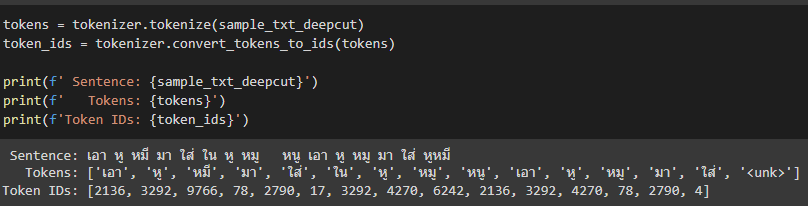 tokens = tokenizer.tokenize(sample_txt_deepcut)
token_ids = tokenizer.convert_tokens_to_ids(tokens)
print(f' Sentence: {sample_txt_deepcut}')
print(f'   Tokens: {tokens}')
print(f'Token IDs: {token_ids}')
 Sentence: เอา หู หมี มา ใส่ ใน หู หมู   หนู เอา หู หมู มา ใส่ หูหมี
   Tokens: ['เอา', 'หู', 'หมี', 'มา', 'ใส่', 'ใน', 'หู', 'หมู', 'หนู', 'เอา', 'หู', 'หมู', 'มา', 'ใส่', '<unk>']
Token IDs: [2136, 3292, 9766, 78, 2790, 17, 3292, 4270, 6242, 2136, 3292, 4270, 78, 2790, 4]